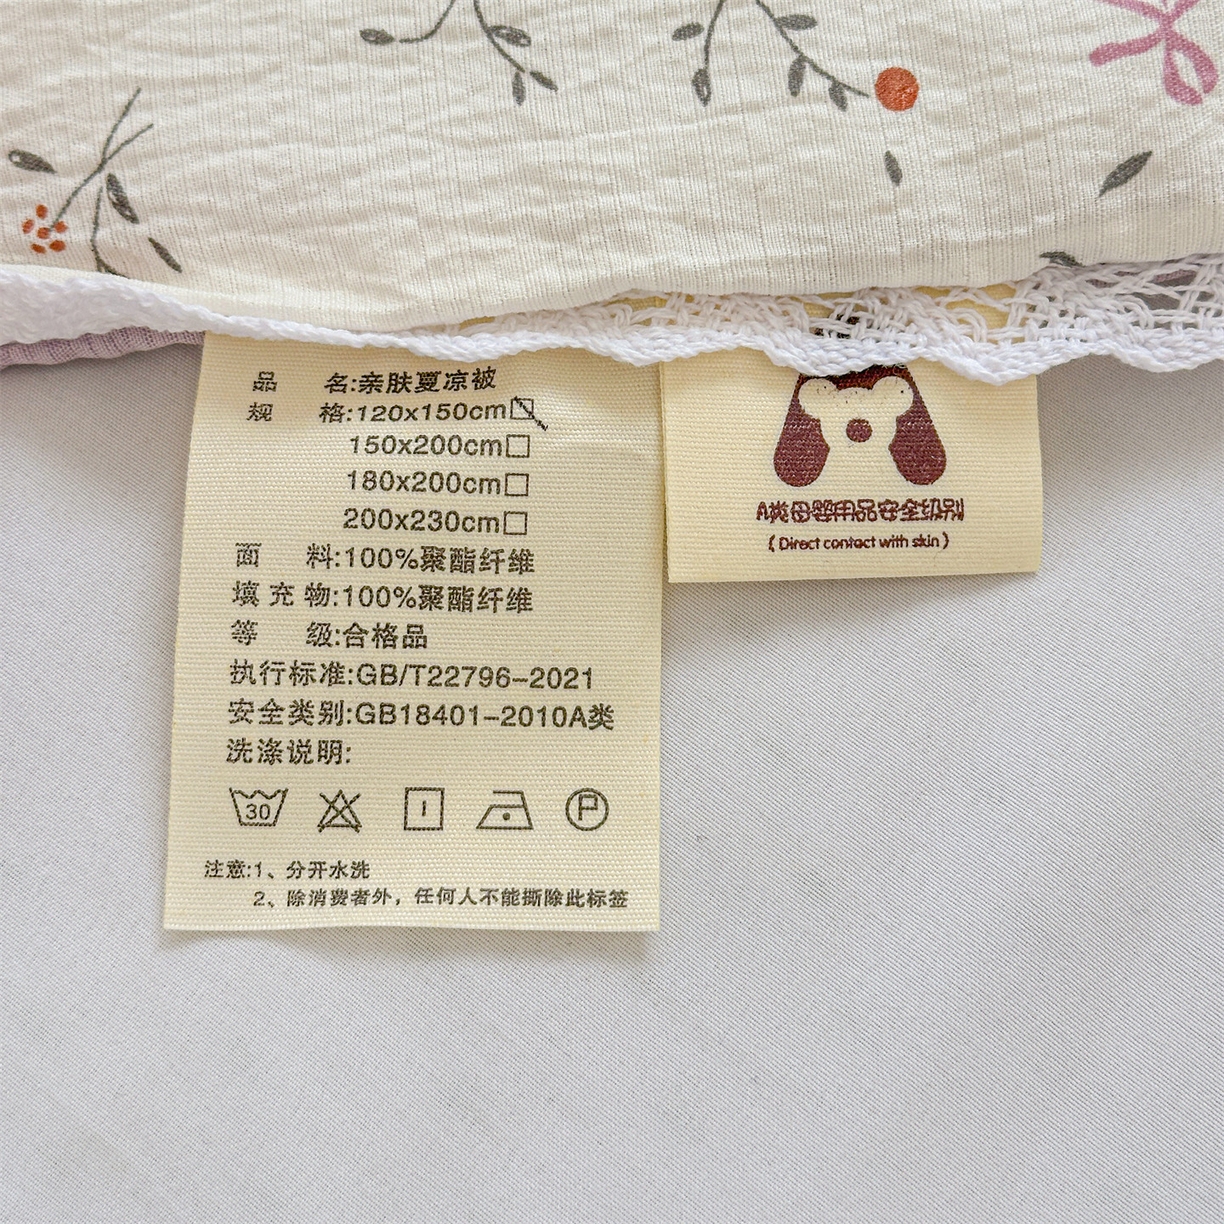 品 名:亲肤夏凉被
规 格:120x150cm
150x200cm
180x200cm
200x230cm
面 料:100%聚酯纤维
填充物:100%聚酯纤维
等 级:合格品
执行标准:GB/T22796-2021
安全类别:GB18401-2010A类
洗涤说明:
30
P
注意:1、分开水洗
2、除消费者外，任何人不能撕除此标签
A类母婴用品安全级别
(Direct contact with skin)